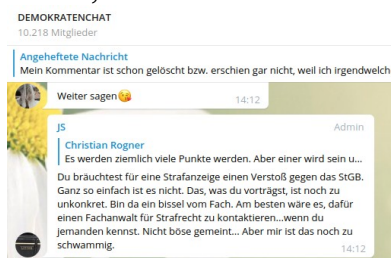 DEMOKRATENCHAT
10.218 Mitglieder
Angeheftete Nachricht
Mein Kommentar ist schon gelöscht bzw. erschien gar nicht, weil ich irgendwelch
Weiter sagen😘
14:12
JS Admin
Christian Rogner
Es werden ziemlich viele Punkte werden. Aber einer wird sein u...
Du bräuchtest für eine Strafanzeige einen Verstoß gegen das StGB.
Ganz so einfach ist es nicht. Das, was du vorträgst, ist noch zu
unkonkret. Bin da ein bissel vom Fach. Am besten wäre es, dafür
einen Fachanwalt für Strafrecht zu kontaktieren...wenn du
jemanden kennst. Nicht böse gemeint... Aber mir ist das noch zu
schwammig.
14:12